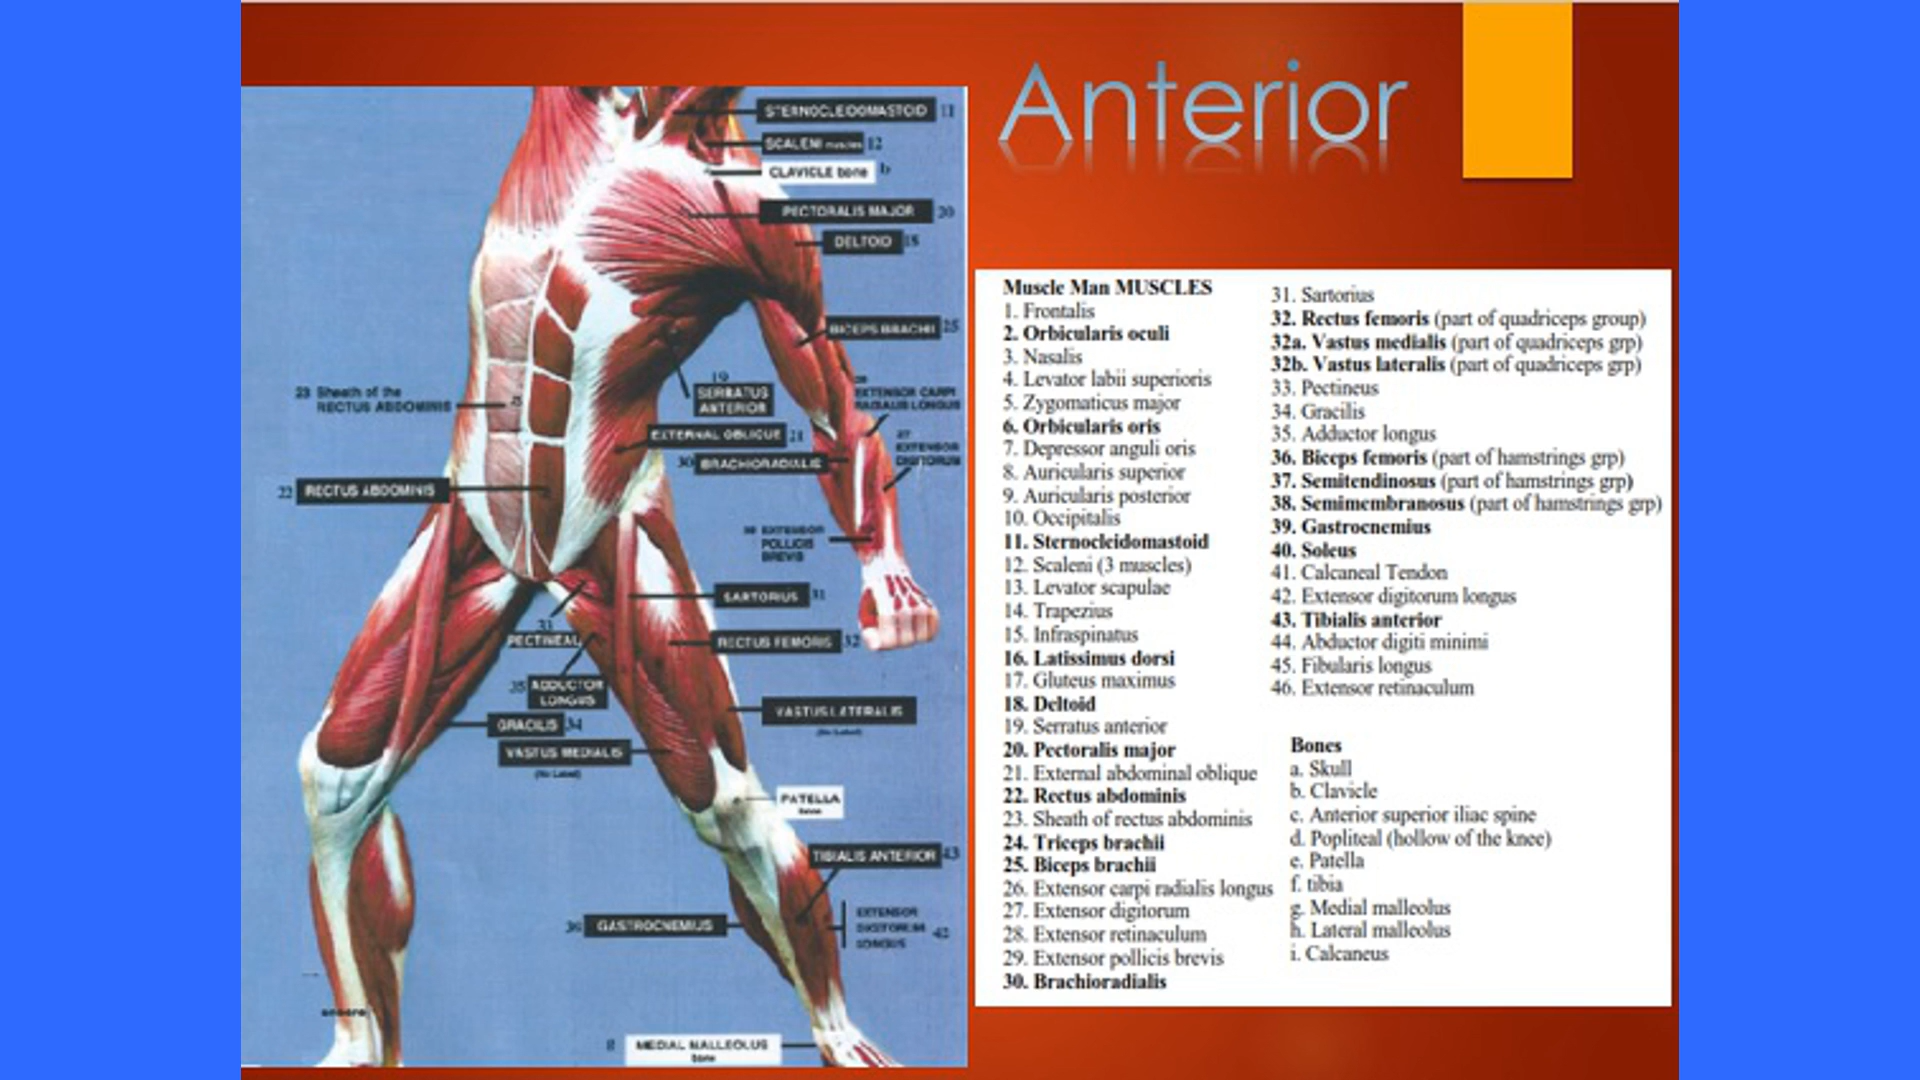 Anterior
STERNOCLEIDOMASTOID 11
SCALENI muscles 12
CLAVICLE bone b
PECTORALIS MAJOR 20
DELTOID 18
BICEPS BRACHII 25
19
SERRATUS
ANTERIOR
EXTENSOR CARPI
RADIALIS LONGUS
23 Sheath of the
RECTUS ABDOMINIS
EXTERNAL OBLIQUE 21
27
EXTENSOR
DIGITORUM
30 BRACHIORADIALIS
22 RECTUS ABDOMINIS
EXTENSOR
POLLICIS
BREVIS
SARTORIUS 31
33
PECTINEAL
RECTUS FEMORIS 32
35 ADDUCTOR
LONGUS
VASTUS LATERALIS
(No Label)
GRACILIS 34
VASTUS MEDIALIS
(No Label)
PATELLA
bone
TIBIALIS ANTERIOR 43
39 GASTROCNEMIUS
EXTENSOR
DIGITORUM 42
LONGUS
MEDIAL MALLEOLUS
bone
Muscle Man MUSCLES
1. Frontalis
2. Orbicularis oculi
3. Nasalis
4. Levator labii superioris
5. Zygomaticus major
6. Orbicularis oris
7. Depressor anguli oris
8. Auricularis superior
9. Auricularis posterior
10. Occipitalis
11. Sternocleidomastoid
12. Scaleni (3 muscles)
13. Levator scapulae
14. Trapezius
15. Infraspinatus
16. Latissimus dorsi
17. Gluteus maximus
18. Deltoid
19. Serratus anterior
20. Pectoralis major
21. External abdominal oblique
22. Rectus abdominis
23. Sheath of rectus abdominis
24. Triceps brachii
25. Biceps brachii
26. Extensor carpi radialis longus
27. Extensor digitorum
28. Extensor retinaculum
29. Extensor pollicis brevis
30. Brachioradialis
31. Sartorius
32. Rectus femoris (part of quadriceps group)
32a. Vastus medialis (part of quadriceps grp)
32b. Vastus lateralis (part of quadriceps grp)
33. Pectineus
34. Gracilis
35. Adductor longus
36. Biceps femoris (part of hamstrings grp)
37. Semitendinosus (part of hamstrings grp)
38. Semimembranosus (part of hamstrings grp)
39. Gastrocnemius
40. Soleus
41. Calcaneal Tendon
42. Extensor digitorum longus
43. Tibialis anterior
44. Abductor digiti minimi
45. Fibularis longus
46. Extensor retinaculum
Bones
a. Skull
b. Clavicle
c. Anterior superior iliac spine
d. Popliteal (hollow of the knee)
e. Patella
f. tibia
g. Medial malleolus
h. Lateral malleolus
i. Calcaneus